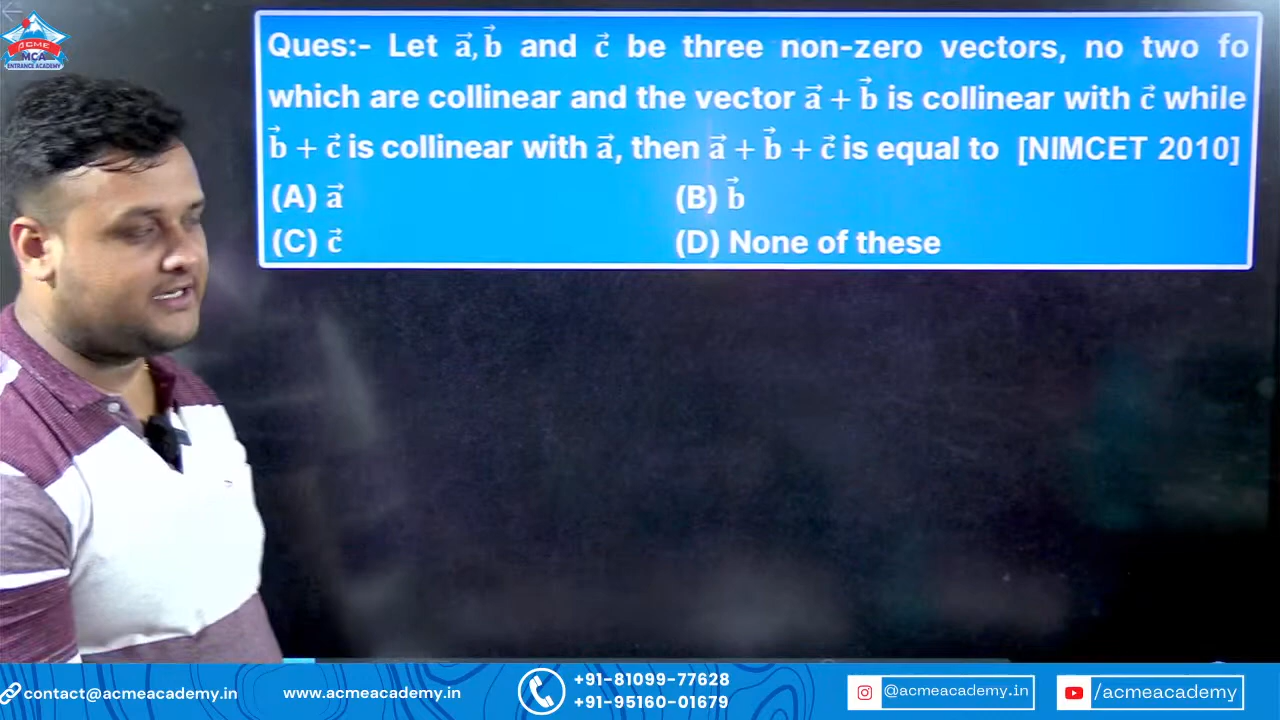 ACME
MCA
ENTRANCE ACADEMY
Ques:- Let a⃗, b⃗ and c⃗ be three non-zero vectors, no two fo
which are collinear and the vector a⃗ + b⃗ is collinear with c⃗ while
b⃗ + c⃗ is collinear with a⃗, then a⃗ + b⃗ + c⃗ is equal to [NIMCET 2010]
(A) a⃗ (B) b⃗
(C) c⃗ (D) None of these
contact@acmeacademy.in www.acmeacademy.in +91-81099-77628
+91-95160-01679
@acmeacademy.in /acmeacademy